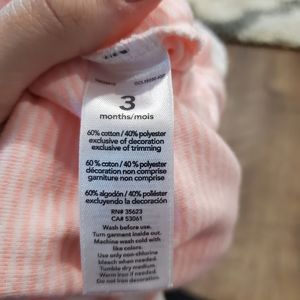 3
months/mois
60% cotton / 40% polyester
exclusive of decoration
exclusive of trimming
60 % coton / 40 % polyester
décoration non comprise
garniture non comprise
60% algodón / 40% poliéster
excluyendo la decoración
RN# 35623
CA# 53061
Wash before use.
Turn garment inside out.
Machine wash cold with
like colors.
Use only non-chlorine
bleach when needed.
Tumble dry medium.
Warm iron if needed.
Do not iron decoration.